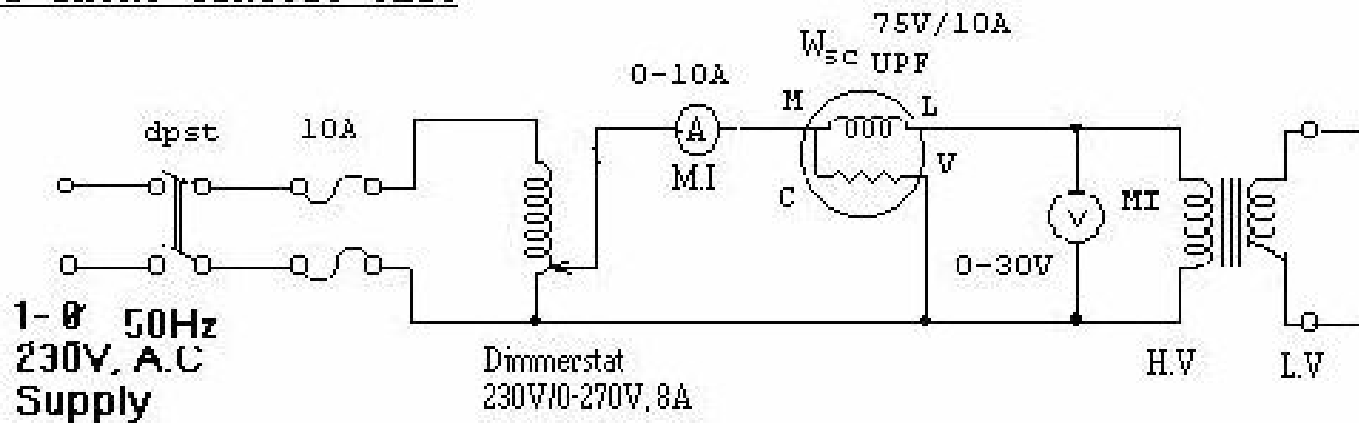 75V/10A
Wsc UPF
0-10A
M L
dpst 10A
A
M.I
V
C
MI
V
0-30V
1-Ø 50Hz
230V, A.C
Supply
Dimmerstat
230V/0-270V, 8A
H.V L.V